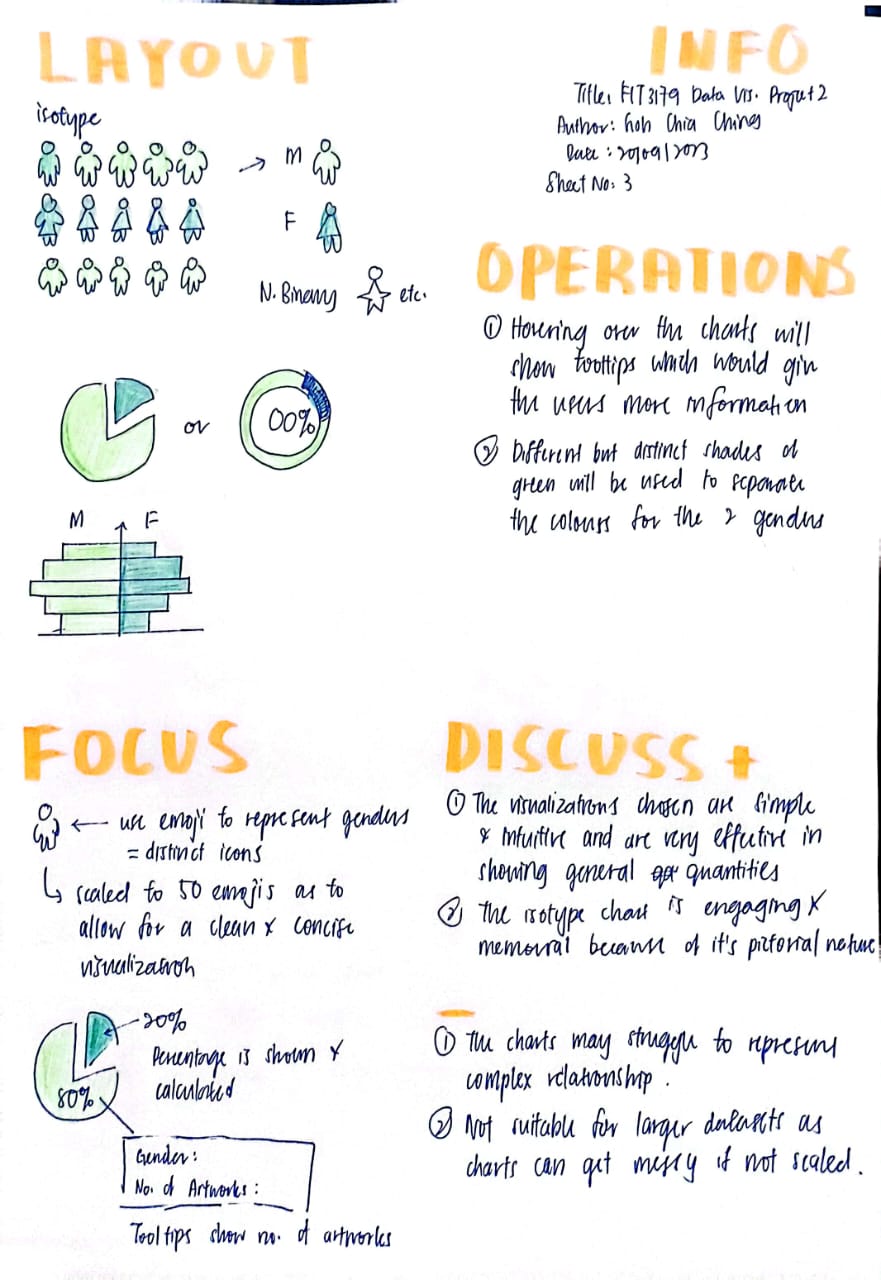 LAYOUT
isotype
M
F
N. Binary etc.
or
00%
M F
INFO
Title: FIT3179 Data Vis. Project 2
Author: Goh Chia Ching
Date: 20/09/2023
Sheet No: 3
OPERATIONS
① Hovering over the charts will
show tooltips which would give
the users more information
② Different but distinct shades of
green will be used to separate
the colours for the 2 genders
FOCUS
← use emoji to represent genders
= distinct icons
↳ scaled to 50 emojis as to
allow for a clean & concise
visualization
20%
80%
Percentage is shown &
calculated
Gender:
No. of Artworks:
Tooltips show no. of artworks
DISCUSS +
① The visualizations chosen are simple
& intuitive and are very effective in
showing general quantities
② The isotype chart is engaging &
memorral because of it's pictorial nature
-
① The charts may struggle to represent
complex relationship.
② Not suitable for larger datasets as
charts can get messy if not scaled.